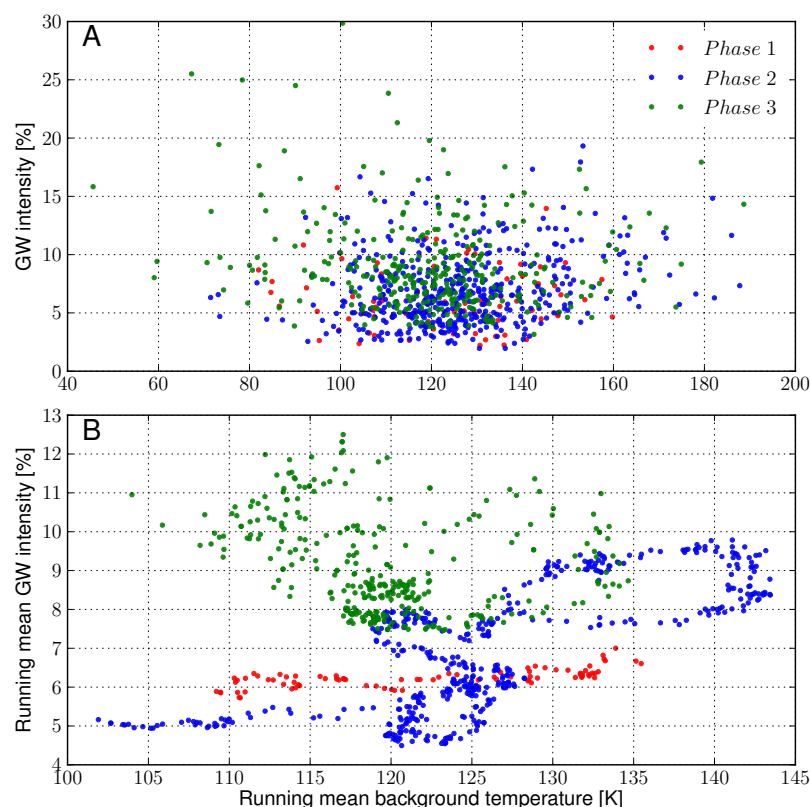 A
30
25
20
15
10
5
0
GW intensity [%]
Phase 1
Phase 2
Phase 3
40 60 80 100 120 140 160 180 200
B
13
12
11
10
9
8
7
6
5
4
Running mean GW intensity [%]
100 105 110 115 120 125 130 135 140 145
Running mean background temperature [K]